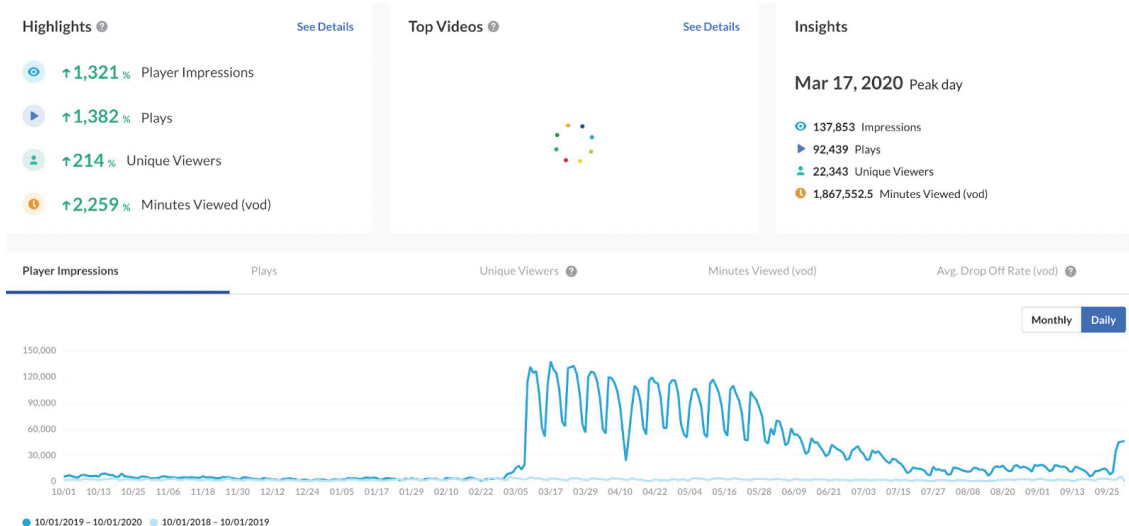 Highlights ?
See Details
↑1,321 % Player Impressions
↑1,382 % Plays
↑214 % Unique Viewers
↑2,259 % Minutes Viewed (vod)
Top Videos ?
See Details
Insights
Mar 17, 2020 Peak day
137,853 Impressions
92,439 Plays
22,343 Unique Viewers
1,867,552.5 Minutes Viewed (vod)
Player Impressions Plays Unique Viewers ? Minutes Viewed (vod) Avg. Drop Off Rate (vod) ?
Monthly Daily
150,000
120,000
90,000
60,000
30,000
0
10/01 10/13 10/25 11/06 11/18 11/30 12/12 12/24 01/05 01/17 01/29 02/10 02/22 03/05 03/17 03/29 04/10 04/22 05/04 05/16 05/28 06/09 06/21 07/03 07/15 07/27 08/08 08/20 09/01 09/13 09/25
10/01/2019 – 10/01/2020 10/01/2018 – 10/01/2019